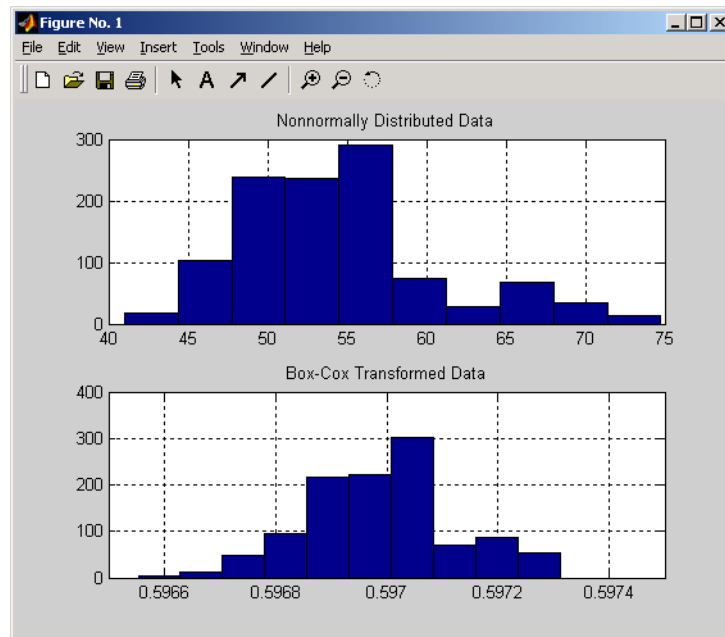 Figure No. 1
File Edit View Insert Tools Window Help
A
Nonnormally Distributed Data
300
200
100
0
40 45 50 55 60 65 70 75
Box-Cox Transformed Data
400
300
200
100
0
0.5966 0.5968 0.597 0.5972 0.5974